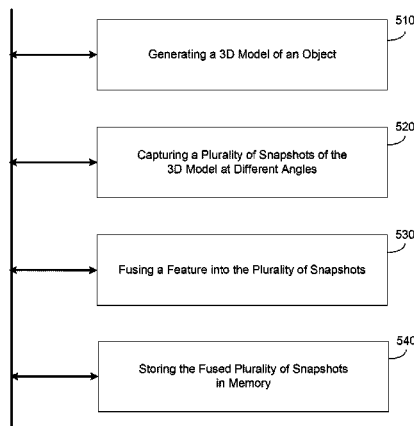 510
Generating a 3D Model of an Object
520
Capturing a Plurality of Snapshots of the
3D Model at Different Angles
530
Fusing a Feature into the Plurality of Snapshots
540
Storing the Fused Plurality of Snapshots
in Memory